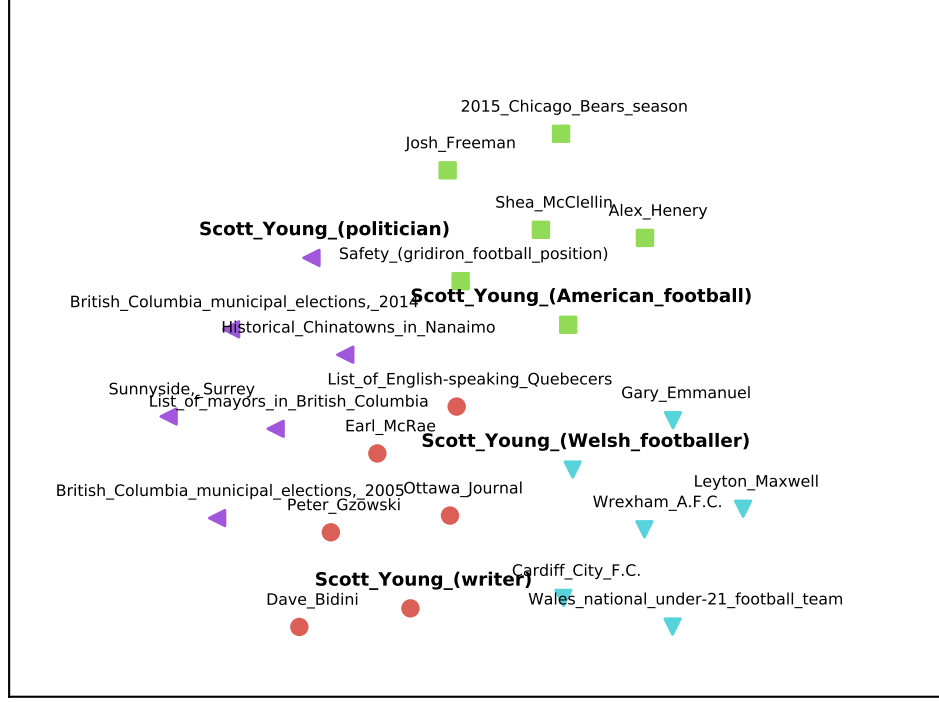 2015_Chicago_Bears_season
Josh_Freeman
Shea_McClellin
Alex_Henery
Scott_Young_(politician)
Safety_(gridiron_football_position)
Scott_Young_(American_football)
British_Columbia_municipal_elections,_2014
Historical_Chinatowns_in_Nanaimo
List_of_English-speaking_Quebecers
Sunnyside,_Surrey
Gary_Emmanuel
List_of_mayors_in_British_Columbia
Earl_McRae
Scott_Young_(Welsh_footballer)
Leyton_Maxwell
British_Columbia_municipal_elections,_2005
Ottawa_Journal
Peter_Gzowski
Wrexham_A.F.C.
Cardiff_City_F.C.
Scott_Young_(writer)
Dave_Bidini
Wales_national_under-21_football_team